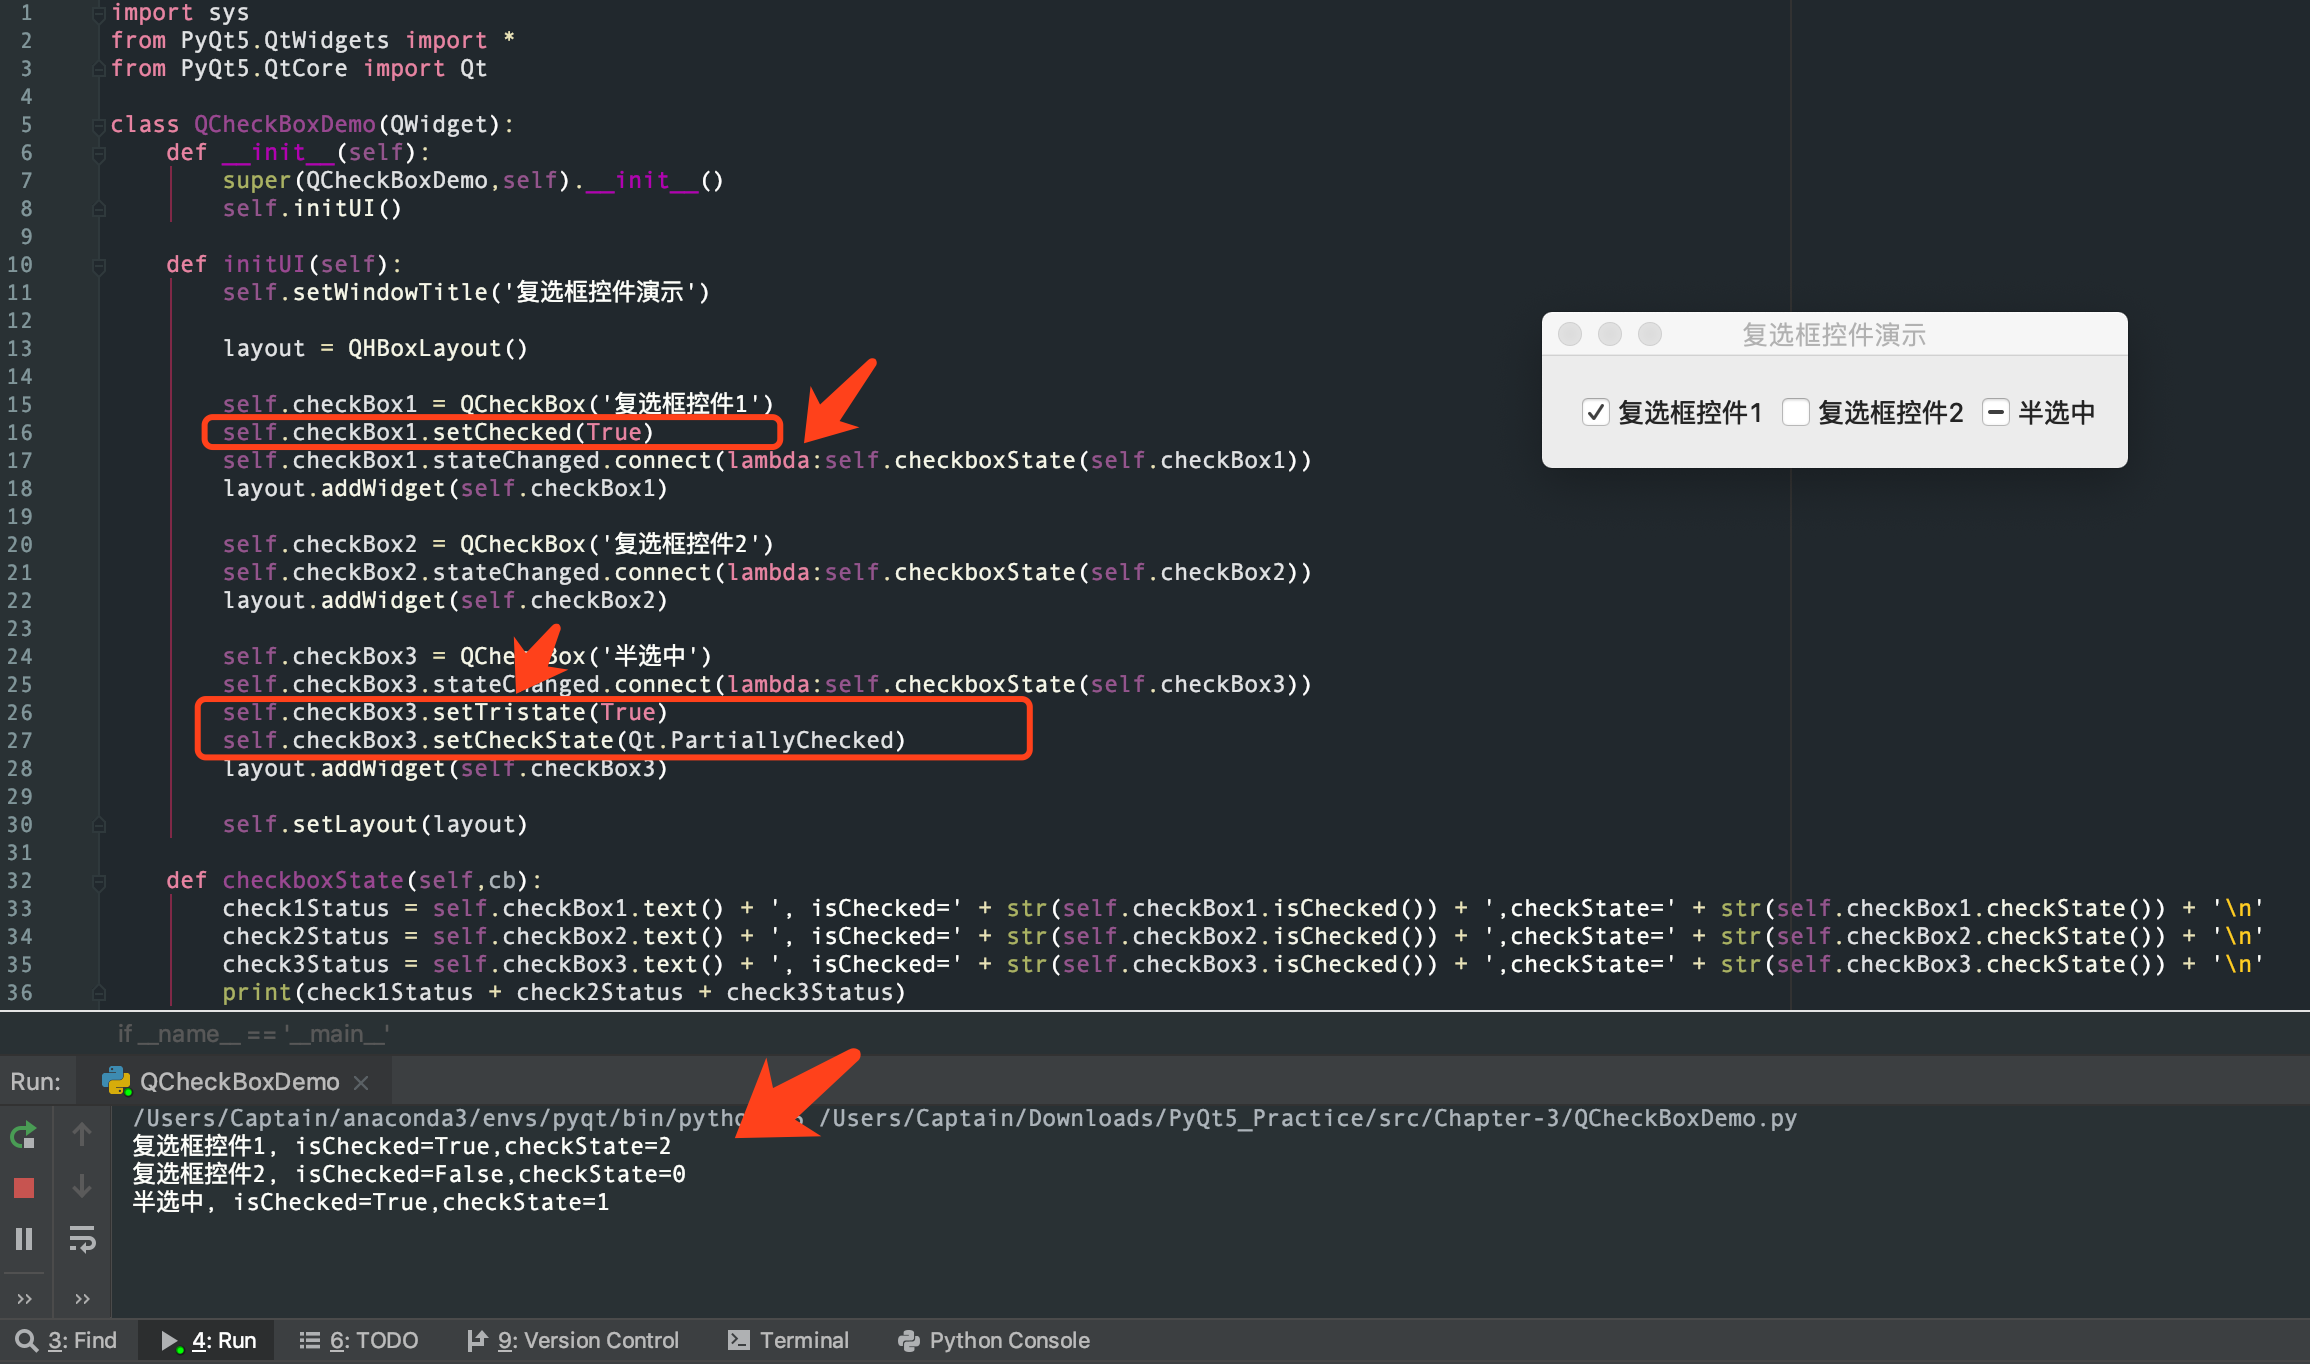 1 import sys
2 from PyQt5.QtWidgets import *
3 from PyQt5.QtCore import Qt
4
5 class QCheckBoxDemo(QWidget):
6 def __init__(self):
7 super(QCheckBoxDemo,self).__init__()
8 self.initUI()
9
10 def initUI(self):
11 self.setWindowTitle('复选框控件演示')
12
13 layout = QHBoxLayout()
14
15 self.checkBox1 = QCheckBox('复选框控件1')
16 self.checkBox1.setChecked(True)
17 self.checkBox1.stateChanged.connect(lambda:self.checkboxState(self.checkBox1))
18 layout.addWidget(self.checkBox1)
19
20 self.checkBox2 = QCheckBox('复选框控件2')
21 self.checkBox2.stateChanged.connect(lambda:self.checkboxState(self.checkBox2))
22 layout.addWidget(self.checkBox2)
23
24 self.checkBox3 = QCheckBox('半选中')
25 self.checkBox3.stateChanged.connect(lambda:self.checkboxState(self.checkBox3))
26 self.checkBox3.setTristate(True)
27 self.checkBox3.setCheckState(Qt.PartiallyChecked)
28 layout.addWidget(self.checkBox3)
29
30 self.setLayout(layout)
31
32 def checkboxState(self,cb):
33 check1Status = self.checkBox1.text() + ', isChecked=' + str(self.checkBox1.isChecked()) + ',checkState=' + str(self.checkBox1.checkState()) + '\n'
34 check2Status = self.checkBox2.text() + ', isChecked=' + str(self.checkBox2.isChecked()) + ',checkState=' + str(self.checkBox2.checkState()) + '\n'
35 check3Status = self.checkBox3.text() + ', isChecked=' + str(self.checkBox3.isChecked()) + ',checkState=' + str(self.checkBox3.checkState()) + '\n'
36 print(check1Status + check2Status + check3Status)
复选框控件演示
复选框控件1 复选框控件2 半选中
if __name__ == '__main__'
Run: QCheckBoxDemo
/Users/Captain/anaconda3/envs/pyqt/bin/ /Users/Captain/Downloads/PyQt5_Practice/src/Chapter-3/QCheckBoxDemo.py
复选框控件1, isChecked=True,checkState=2
复选框控件2, isChecked=False,checkState=0
半选中, isChecked=True,checkState=1
3: Find 4: Run 6: TODO 9: Version Control Terminal Python Console